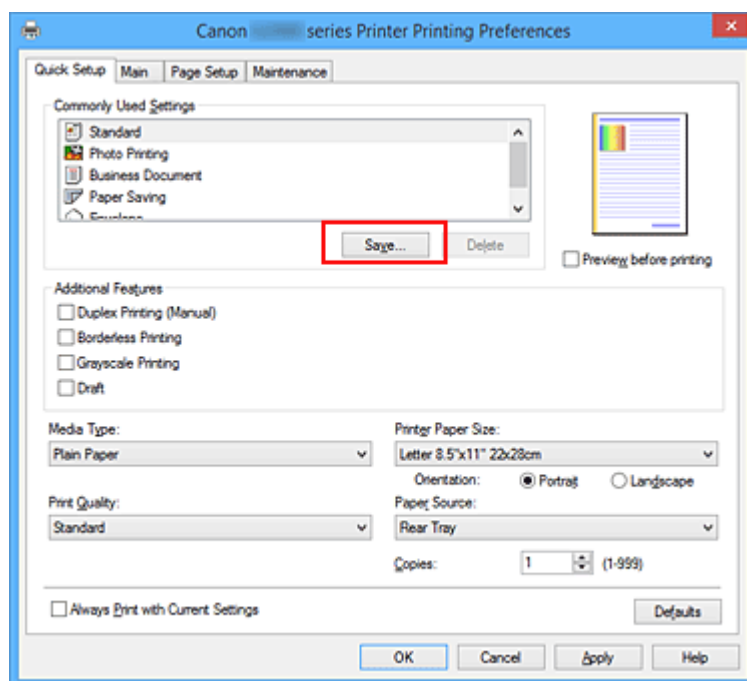 Canon series Printer Printing Preferences
Quick Setup Main Page Setup Maintenance
Commonly Used Settings
Standard
Photo Printing
Business Document
Paper Saving
Envelope
Save... Delete
Preview before printing
Additional Features
Duplex Printing (Manual)
Borderless Printing
Grayscale Printing
Draft
Media Type:
Plain Paper
Printer Paper Size:
Letter 8.5"x11" 22x28cm
Orientation: Portrait Landscape
Print Quality:
Standard
Paper Source:
Rear Tray
Copies: 1 (1-999)
Always Print with Current Settings
Defaults
OK Cancel Apply Help